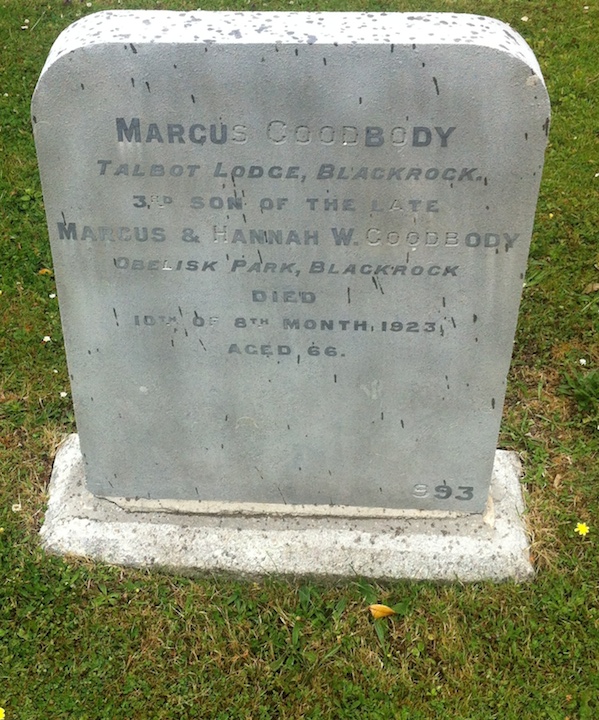 MARCUS GOODBODY
TALBOT LODGE, BLACKROCK.
3RD SON OF THE LATE
MARCUS & HANNAH W. GOODBODY
OBELISK PARK, BLACKROCK
DIED
10TH OF 8TH MONTH, 1923,
AGED 66.
993